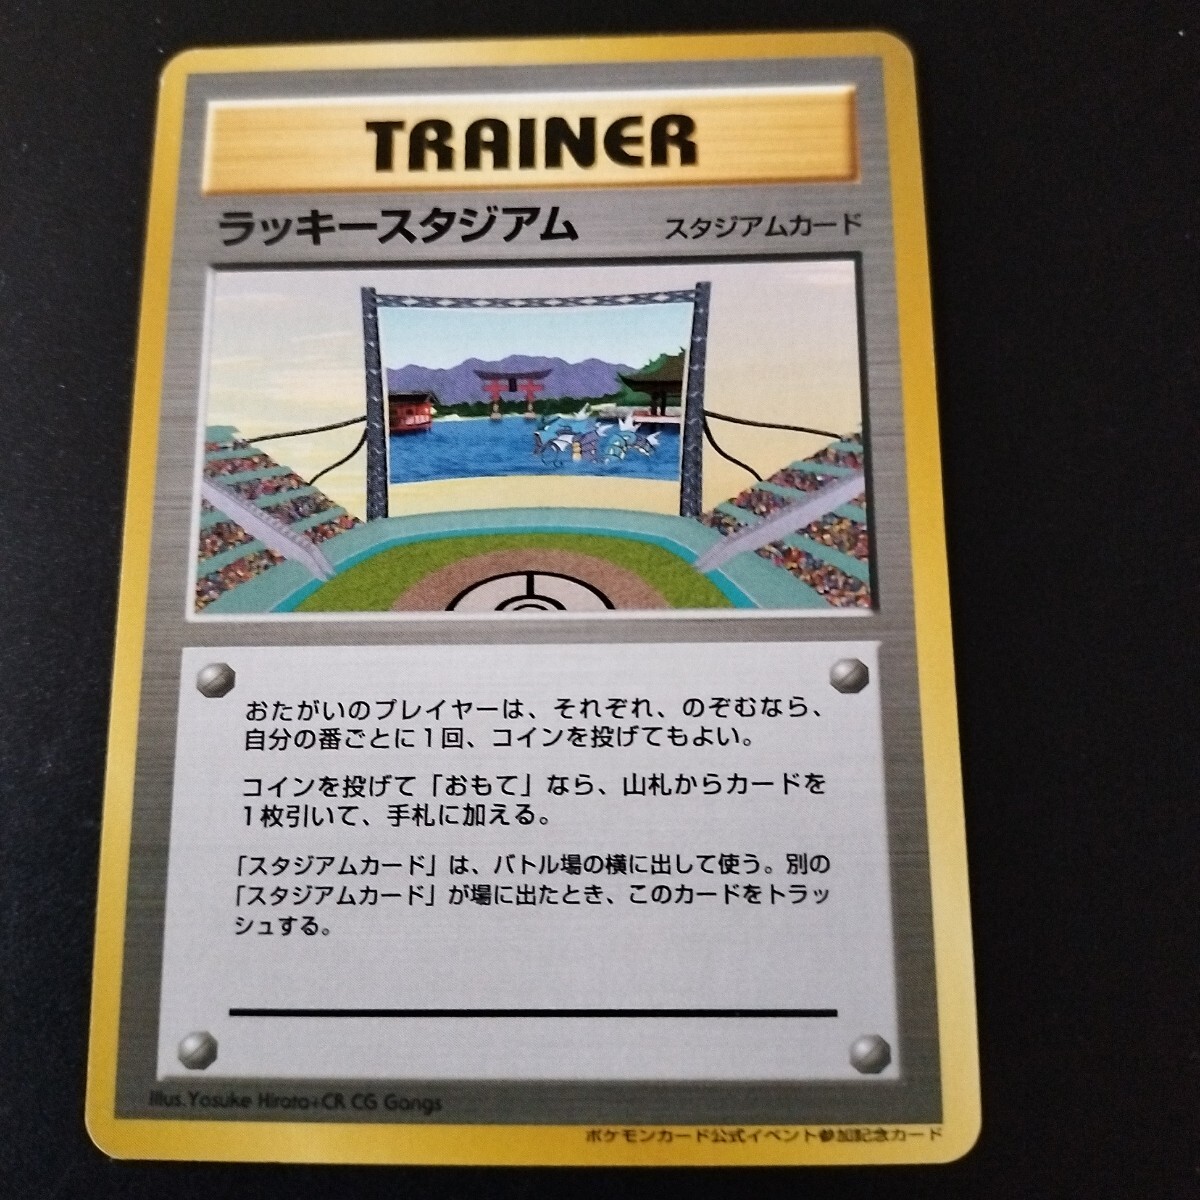 TRAINER
ラッキースタジアム スタジアムカード
おたがいのプレイヤーは、それぞれ、のぞむなら、
自分の番ごとに1回、コインを投げてもよい。
コインを投げて「おもて」なら、山札からカードを
1枚引いて、手札に加える。
「スタジアムカード」は、バトル場の横に出して使う。別の
「スタジアムカード」が場に出たとき、このカードをトラッ
シュする。
Illus.Yosuke Hirata+CR CG Gangs
ポケモンカード公式イベント参加記念カード